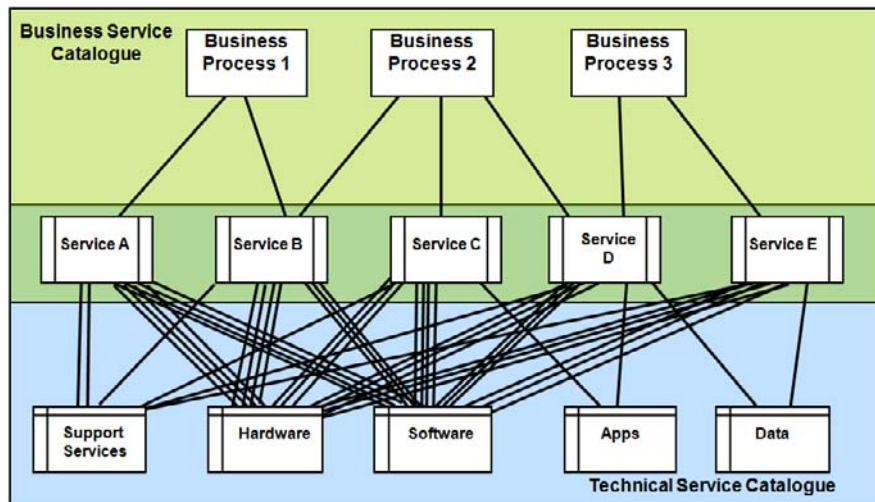 Business Service
Catalogue
Business
Process 1
Business
Process 2
Business
Process 3
Service A
Service B
Service C
Service
D
Service E
Support
Services
Hardware
Software
Apps
Data
Technical Service Catalogue